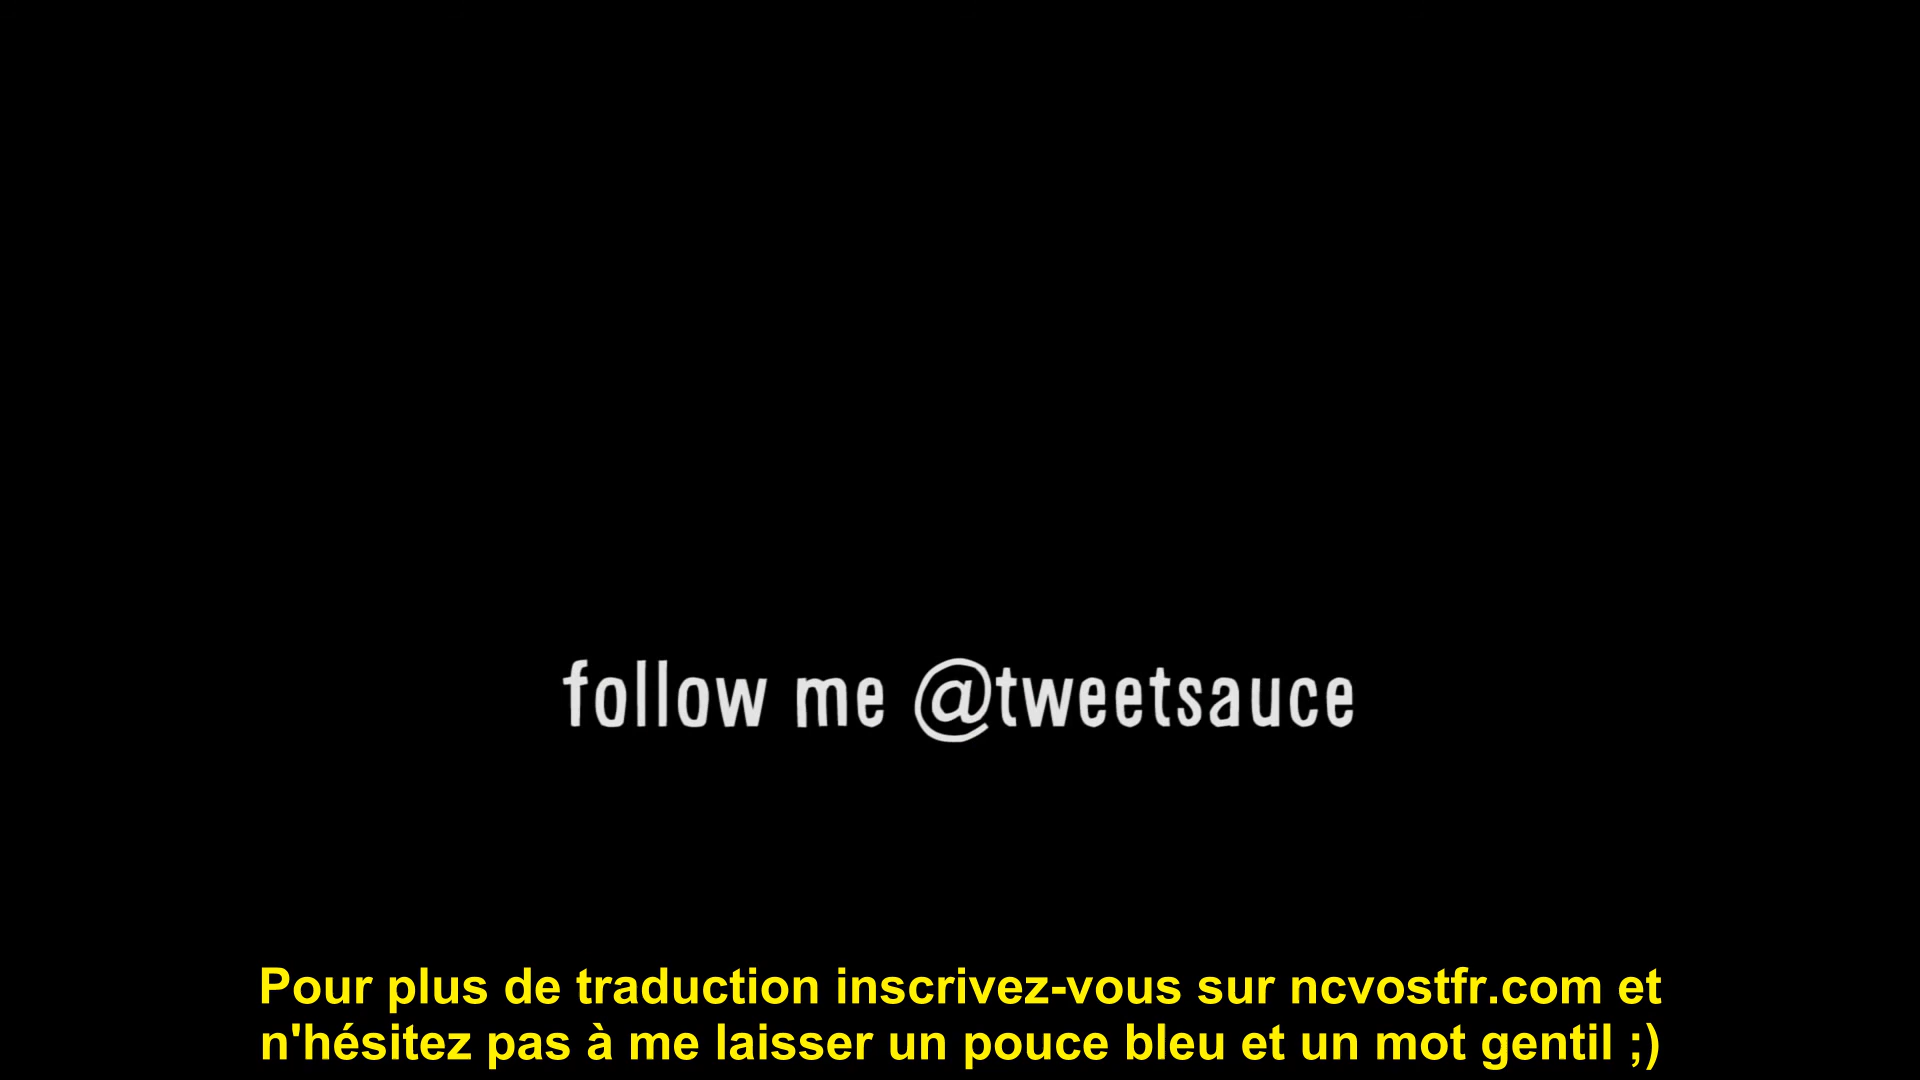 follow me @tweetsauce
Pour plus de traduction inscrivez-vous sur ncvostfr.com et
n'hésitez pas à me laisser un pouce bleu et un mot gentil ;)